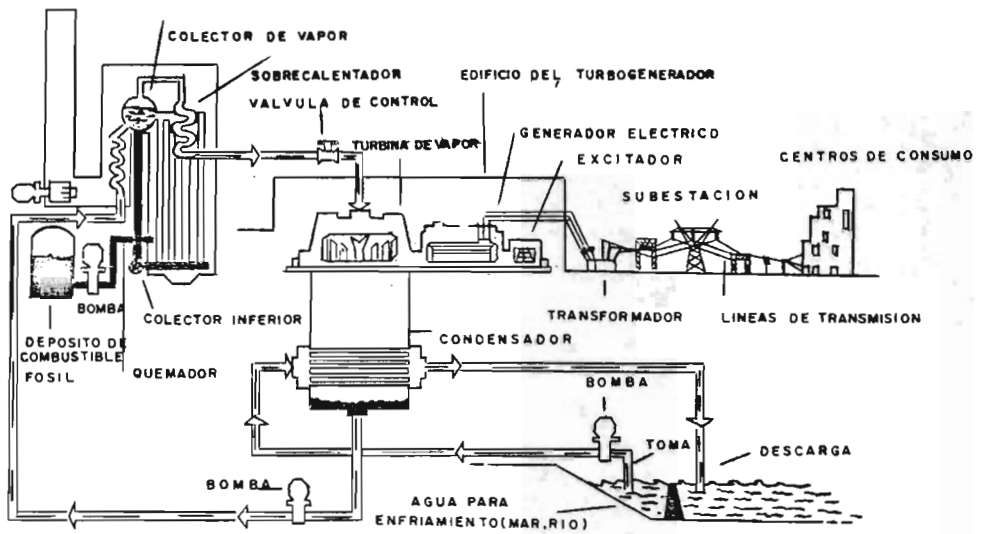 COLECTOR DE VAPOR
SOBRECALENTADOR
VALVULA DE CONTROL
EDIFICIO DEL TURBOGENERADOR
TURBINA DE VAPOR
GENERADOR ELECTRICO
EXCITADOR
CENTROS DE CONSUMO
SUBESTACION
BOMBA
COLECTOR INFERIOR
TRANSFORMADOR
LINEAS DE TRANSMISION
DEPOSITO DE
COMBUSTIBLE
FOSIL
QUEMADOR
CONDENSADOR
BOMBA
TOMA
DESCARGA
BOMBA
AGUA PARA
ENFRIAMIENTO(MAR,RIO)